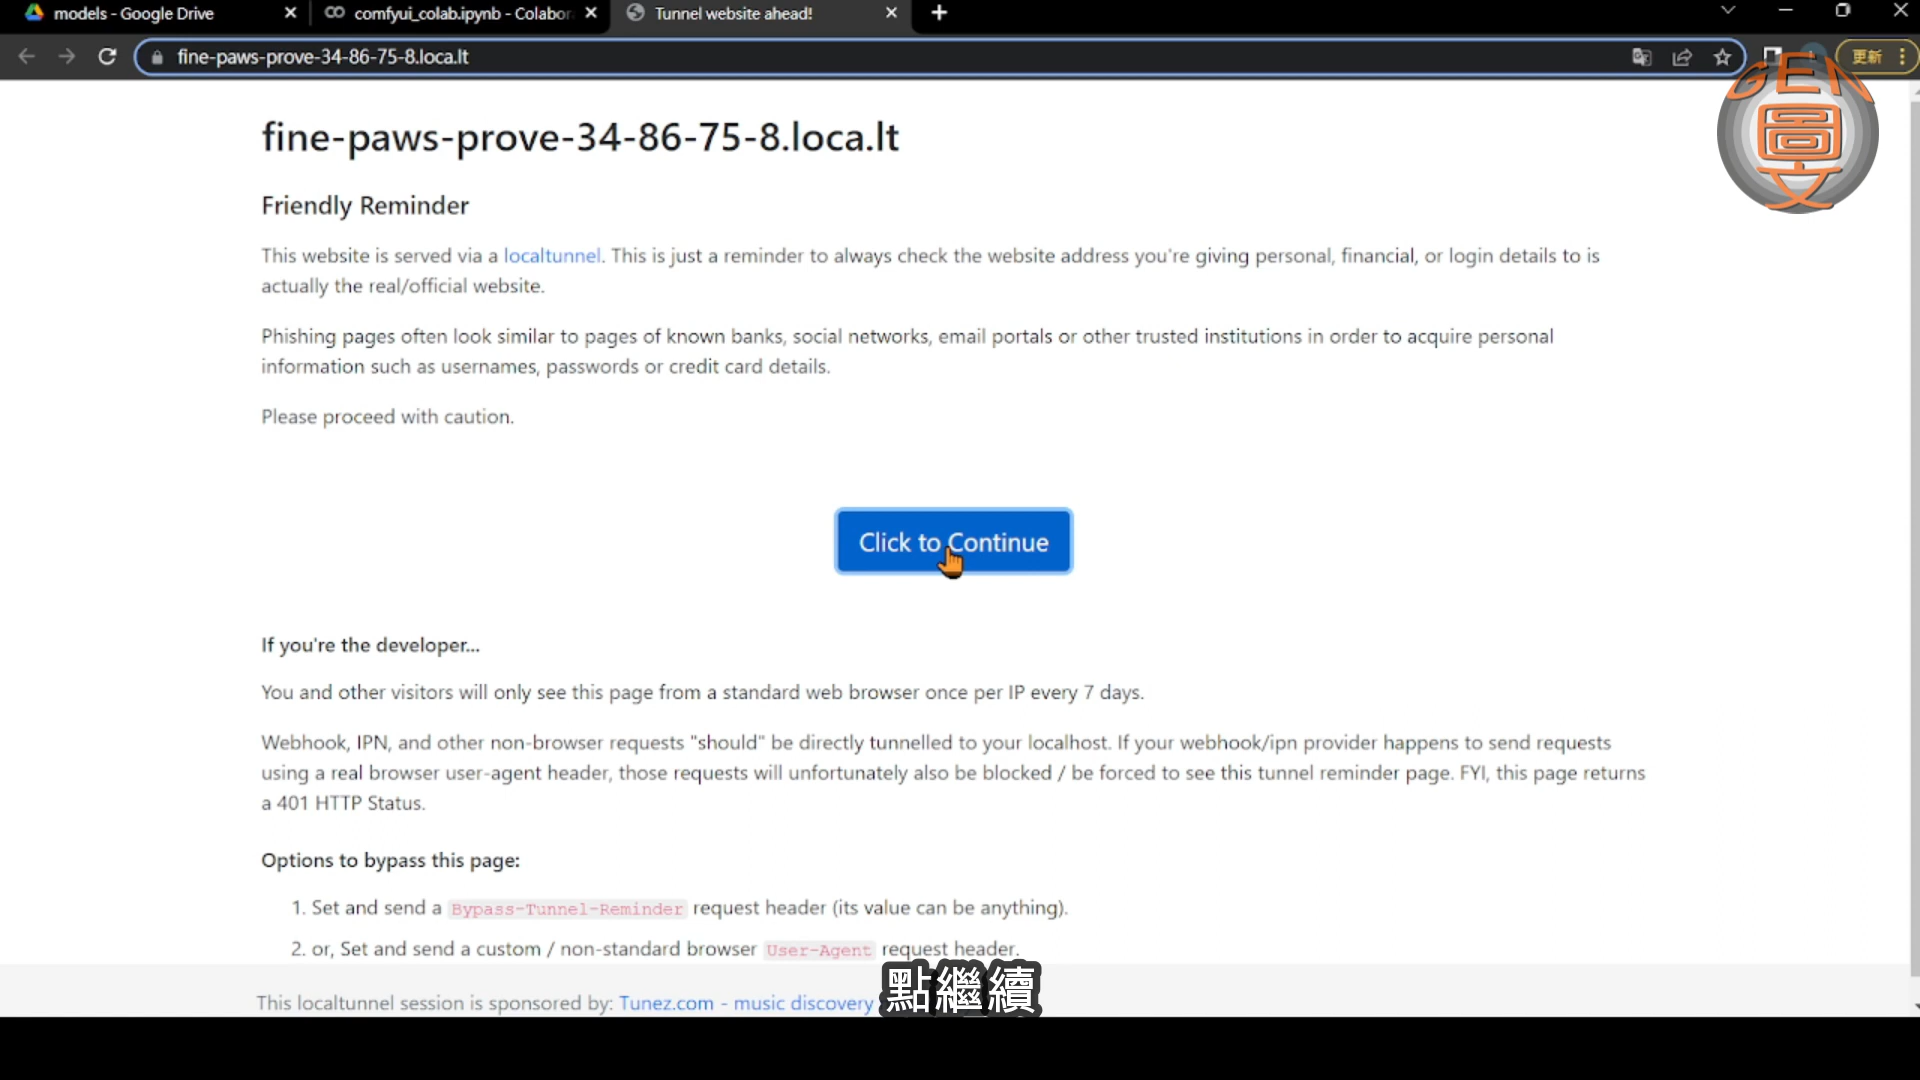 models - Google Drive
comfyui_colab.ipynb - Colabor
Tunnel website ahead!
fine-paws-prove-34-86-75-8.loca.lt
更新
GEN
圖文
fine-paws-prove-34-86-75-8.loca.lt
Friendly Reminder
This website is served via a localtunnel. This is just a reminder to always check the website address you're giving personal, financial, or login details to is
actually the real/official website.
Phishing pages often look similar to pages of known banks, social networks, email portals or other trusted institutions in order to acquire personal
information such as usernames, passwords or credit card details.
Please proceed with caution.
Click to Continue
If you're the developer...
You and other visitors will only see this page from a standard web browser once per IP every 7 days.
Webhook, IPN, and other non-browser requests "should" be directly tunnelled to your localhost. If your webhook/ipn provider happens to send requests
using a real browser user-agent header, those requests will unfortunately also be blocked / be forced to see this tunnel reminder page. FYI, this page returns
a 401 HTTP Status.
Options to bypass this page:
1. Set and send a Bypass-Tunnel-Reminder request header (its value can be anything).
2. or, Set and send a custom / non-standard browser User-Agent request header.
This localtunnel session is sponsored by: Tunez.com - music discovery
點繼續